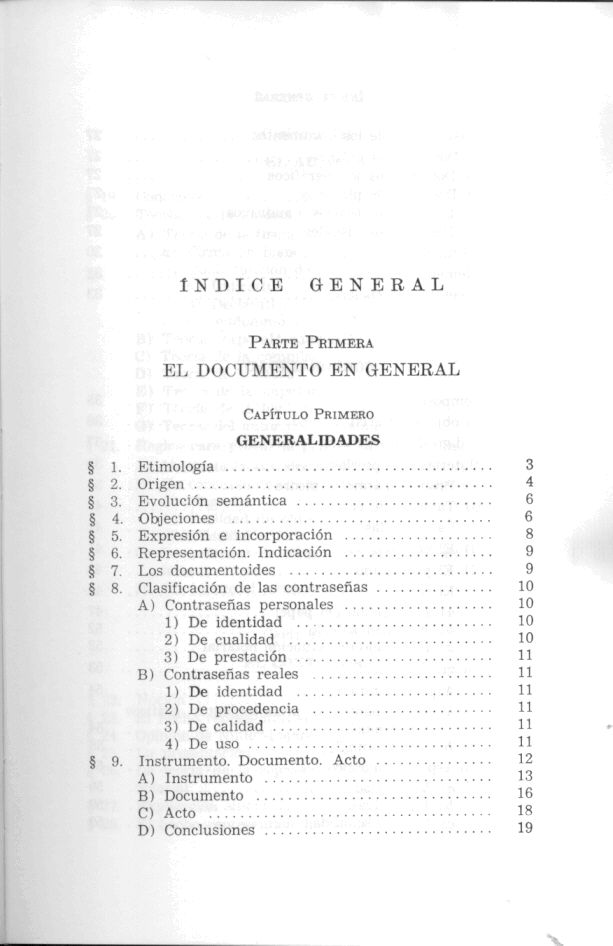 ÍNDICE GENERAL
PARTE PRIMERA
EL DOCUMENTO EN GENERAL
CAPÍTULO PRIMERO
GENERALIDADES
§ 1. Etimología ................................ 3
§ 2. Origen ................................ 4
§ 3. Evolución semántica ........................ 6
§ 4. Objeciones ............................... 6
§ 5. Expresión e incorporación ................... 8
§ 6. Representación. Indicación .................. 9
§ 7. Los documentoides ........................ 9
§ 8. Clasificación de las contraseñas .............. 10
A) Contraseñas personales .................. 10
1) De identidad ....................... 10
2) De cualidad ......................... 10
3) De prestación ........................ 11
B) Contraseñas reales ..................... 11
1) De identidad ....................... 11
2) De procedencia ..................... 11
3) De calidad .......................... 11
4) De uso ............................. 11
§ 9. Instrumento. Documento. Acto .............. 12
A) Instrumento ........................... 13
B) Documento ............................ 16
C) Acto .................................. 18
D) Conclusiones ........................... 19